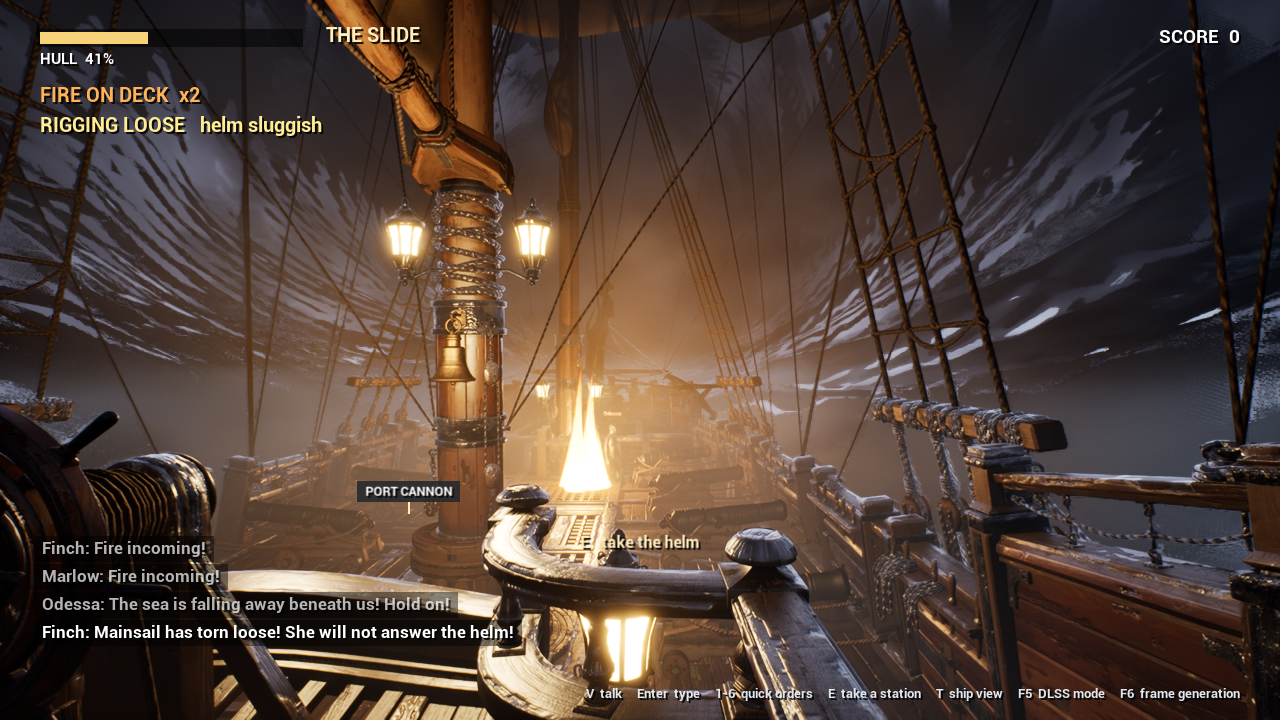 THE SLIDE
SCORE 0
HULL 41%
FIRE ON DECK x2
RIGGING LOOSE helm sluggish
PORT CANNON
take the helm
Finch: Fire incoming!
Marlow: Fire incoming!
Odessa: The sea is falling away beneath us! Hold on!
Finch: Mainsail has torn loose! She will not answer the helm!
V talk Enter type 1-6 quick orders E take a station T ship view F5 DLSS mode F6 frame generation